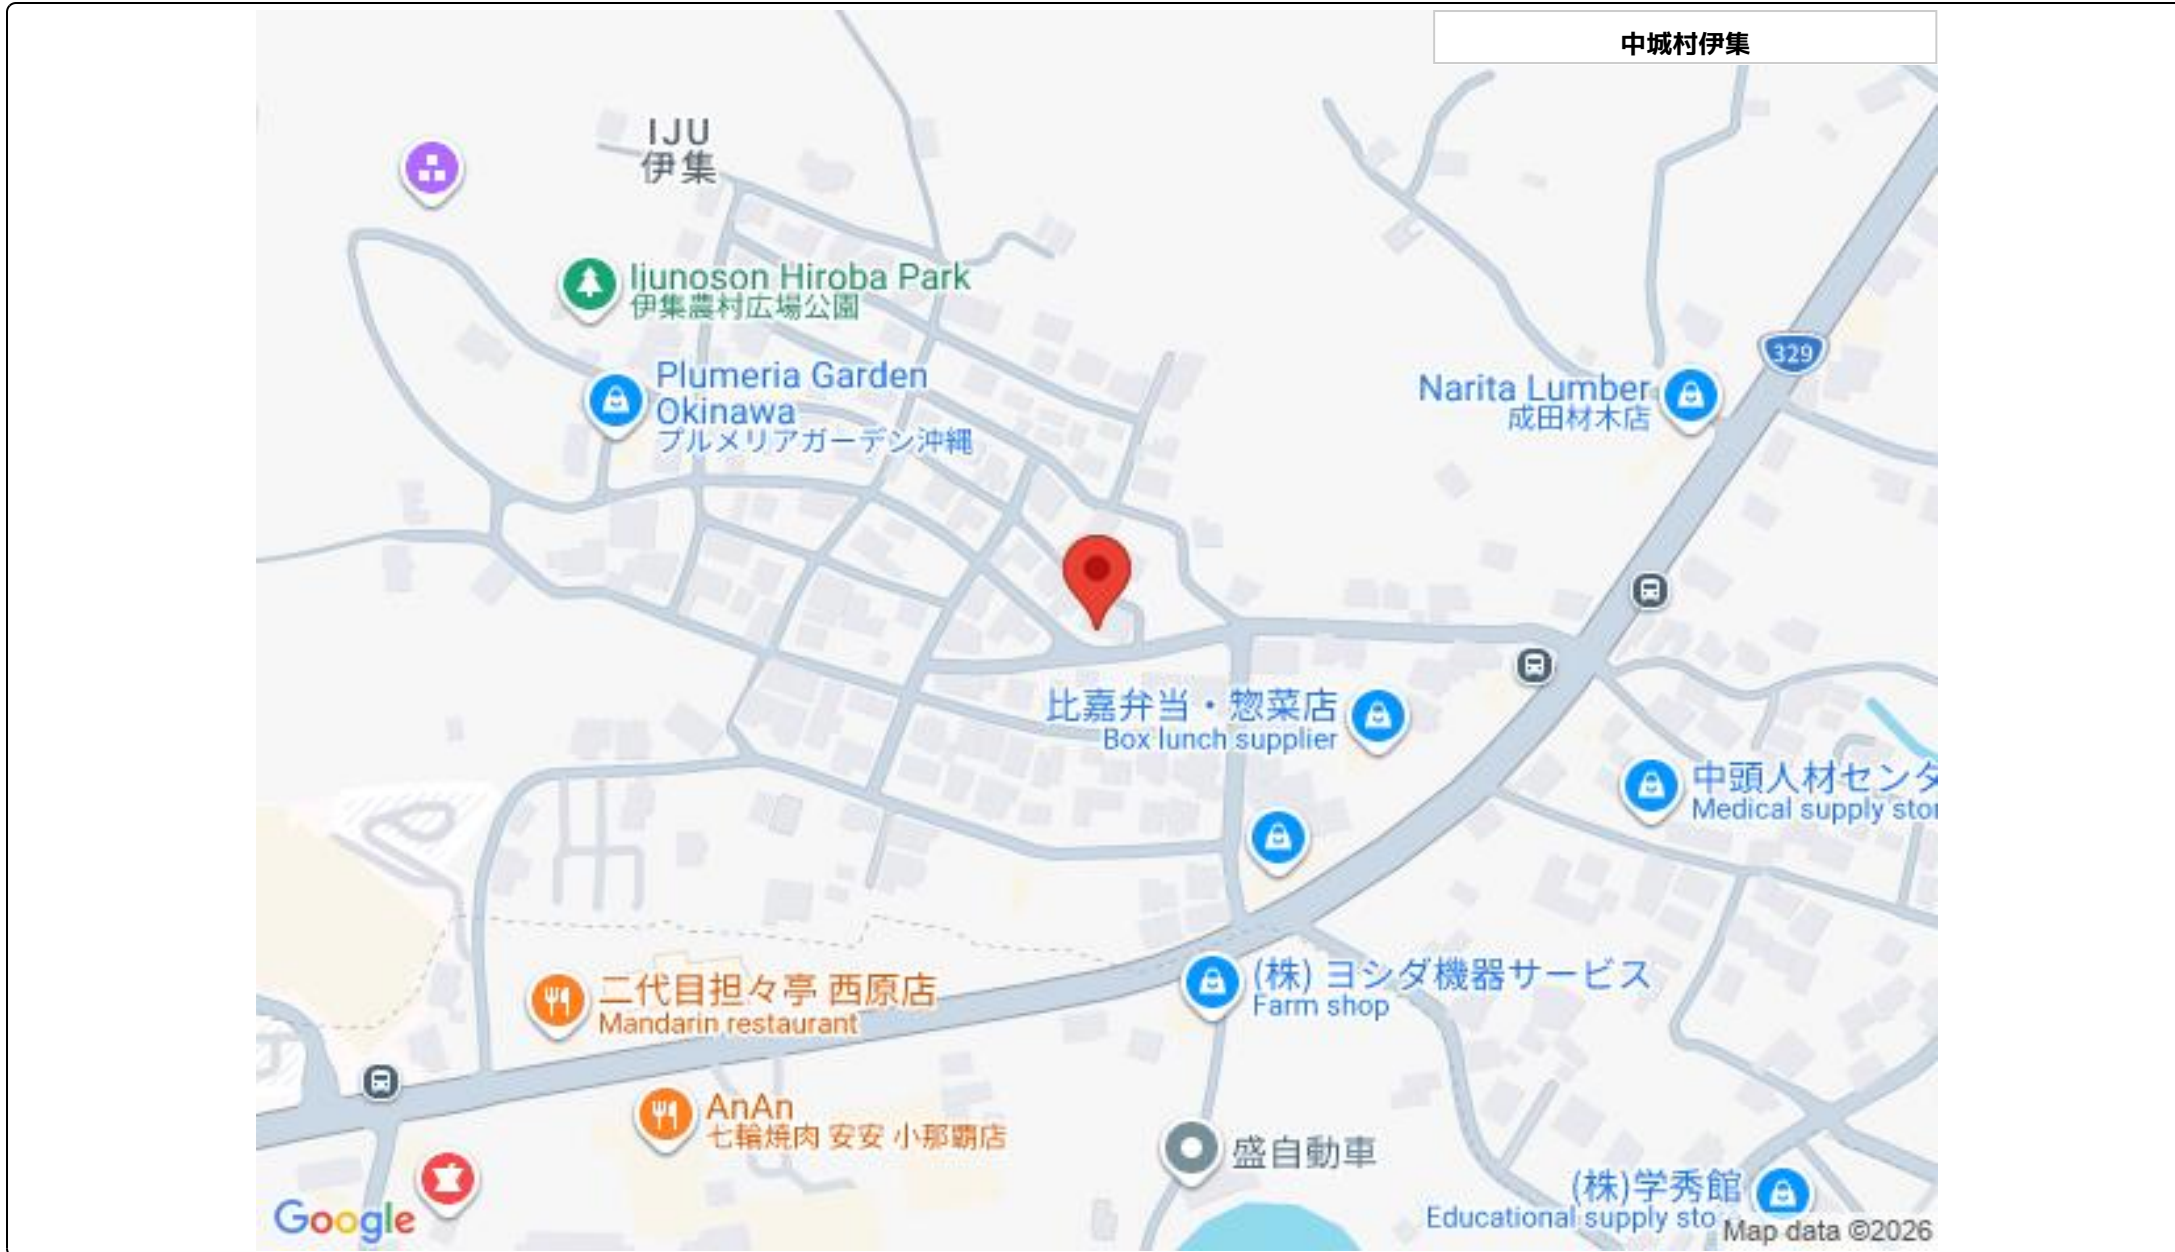 中城村伊集
IJU
伊集
Ijunoson Hiroba Park
伊集農村広場公園
Plumeria Garden
Okinawa
プルメリアガーデン沖縄
329
Narita Lumber
成田材木店
比嘉弁当・惣菜店
Box lunch supplier
中頭人材センタ
Medical supply stor
二代目担々亭 西原店
Mandarin restaurant
(株) ヨシダ機器サービス
Farm shop
AnAn
七輪焼肉 安安 小那覇店
盛自動車
(株)学秀館
Educational supply sto
Google
Map data ©2026